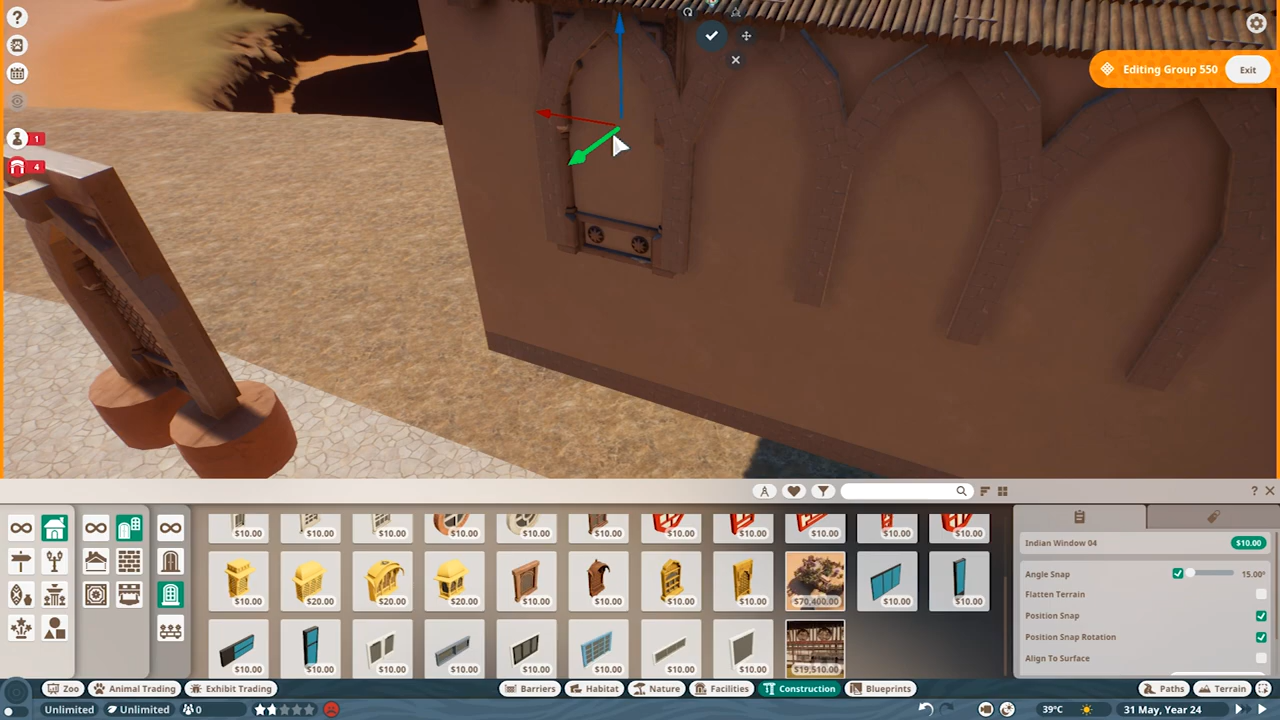 ?
Editing Group 550
Exit
1
4
? ×
$10.00 $10.00 $10.00 $10.00 $10.00 $10.00 $10.00 $10.00 $10.00 $10.00 $10.00
$10.00 $20.00 $20.00 $20.00 $10.00 $10.00 $10.00 $10.00 $70,400.00 $10.00 $10.00
$10.00 $10.00 $10.00 $10.00 $10.00 $10.00 $10.00 $10.00 $19,510.00
Indian Window 04 $10.00
Angle Snap 15.00°
Flatten Terrain
Position Snap
Position Snap Rotation
Align To Surface
Zoo Animal Trading Exhibit Trading Barriers Habitat Nature Facilities Construction Blueprints Paths Terrain
Unlimited Unlimited 0 39°C 31 May, Year 24